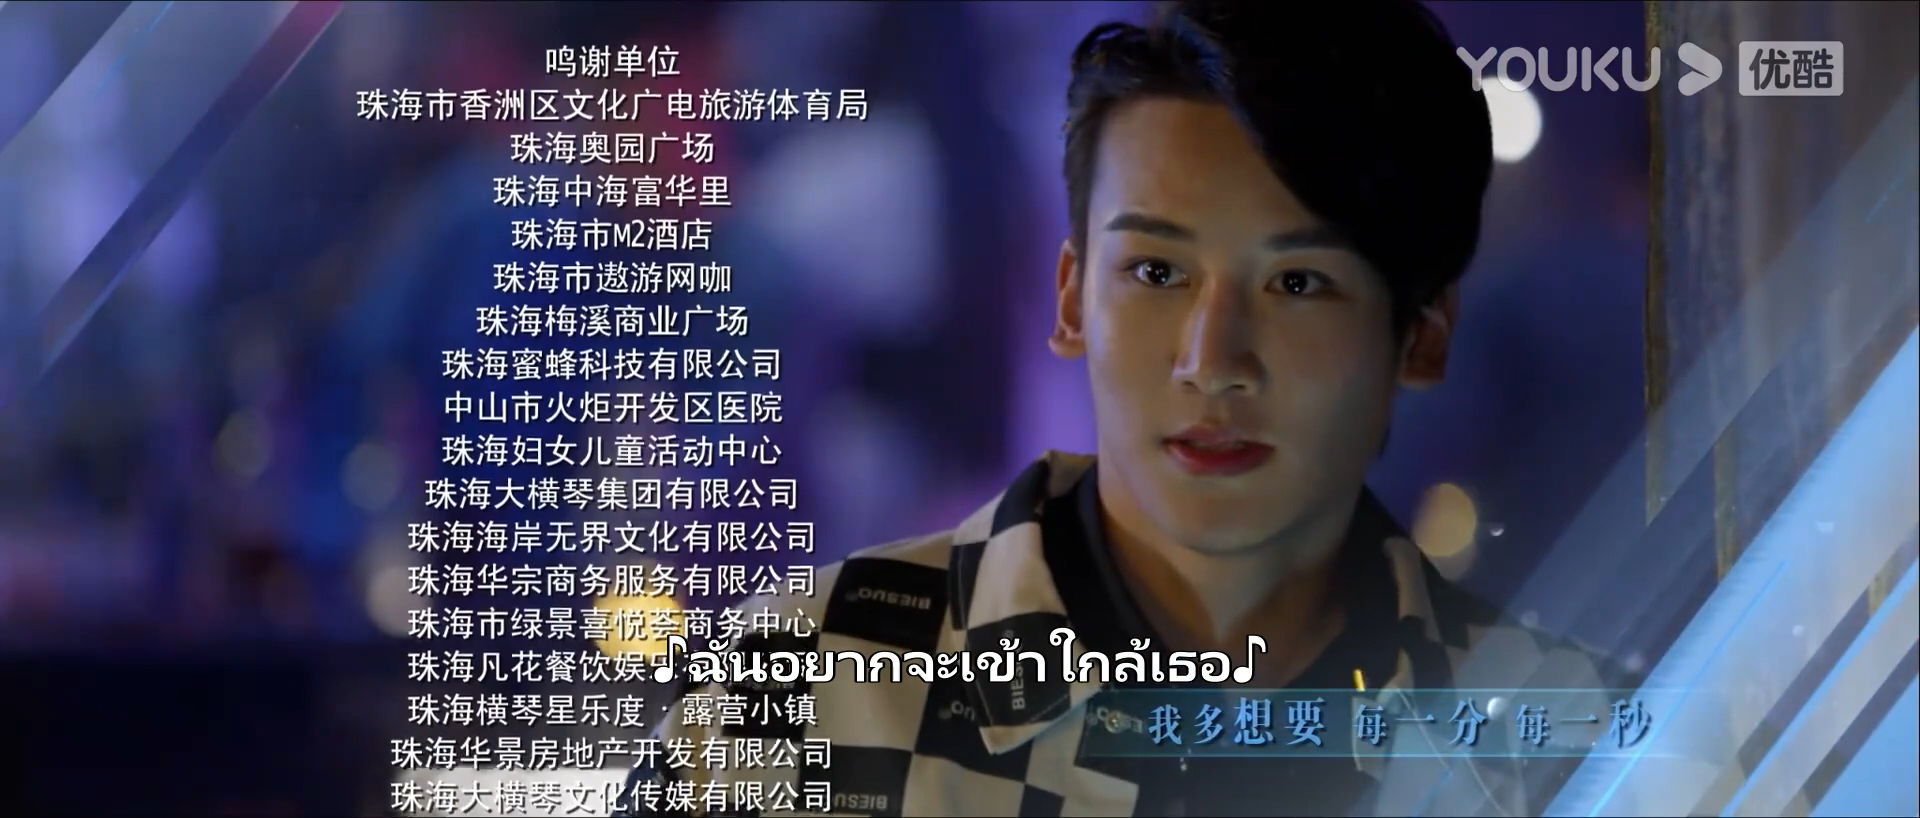 YOUKU 优酷
鸣谢单位
珠海市香洲区文化广电旅游体育局
珠海奥园广场
珠海中海富华里
珠海市M2酒店
珠海市遨游网咖
珠海梅溪商业广场
珠海蜜蜂科技有限公司
中山市火炬开发区医院
珠海妇女儿童活动中心
珠海大横琴集团有限公司
珠海海岸无界文化有限公司
珠海华宗商务服务有限公司
珠海市绿景喜悦荟商务中心
珠海凡花餐饮娱乐
珠海横琴星乐度·露营小镇
珠海华景房地产开发有限公司
珠海大横琴文化传媒有限公司
♪ฉันอยากจะเข้าใกล้เธอ♪
我多想要 每一分 每一秒
BIESUO
BIESUO